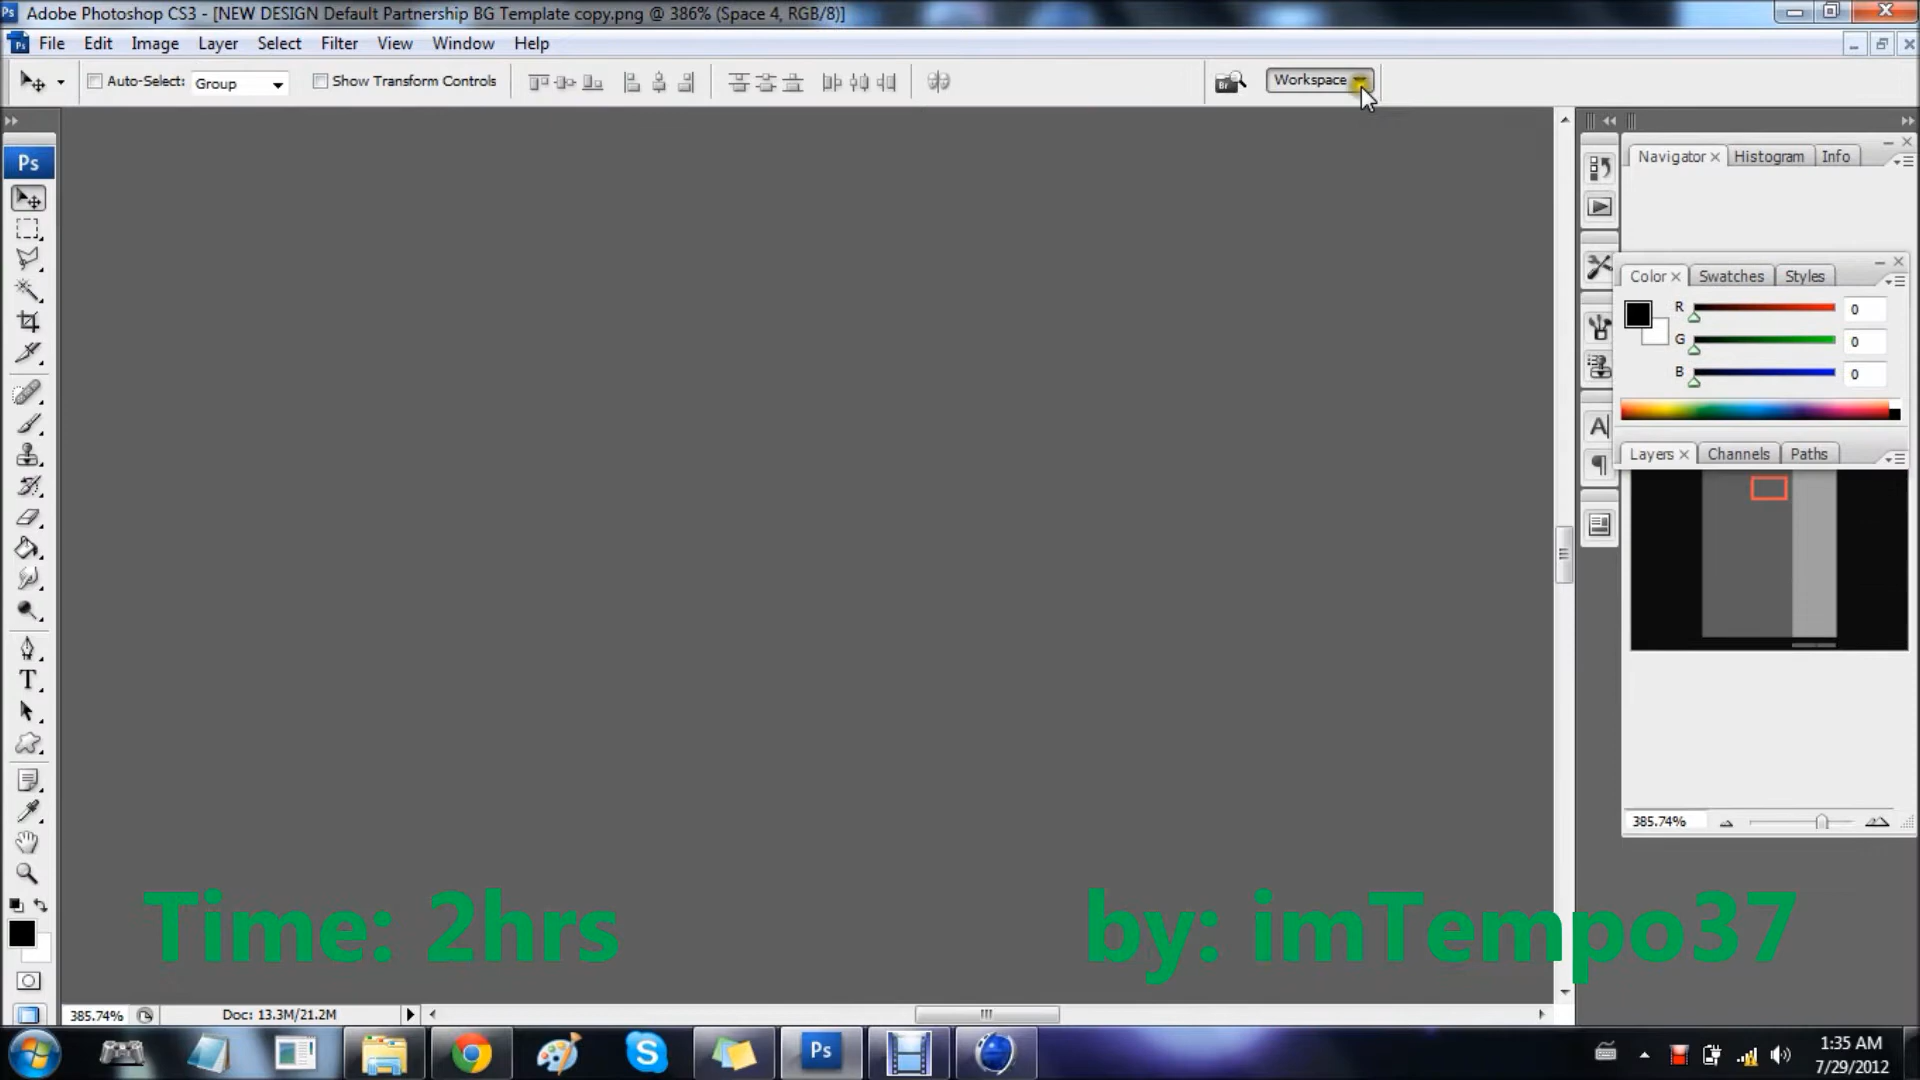 Adobe Photoshop CS3 - [NEW DESIGN Default Partnership BG Template copy.png @ 386% (Space 4, RGB/8)]
File Edit Image Layer Select Filter View Window Help
Auto-Select: Group Show Transform Controls Workspace
Ps
Navigator Histogram Info
Color Swatches Styles
R 0
G 0
B 0
Layers Channels Paths
385.74%
Time: 2hrs by: imTempo37
385.74% Doc: 13.3M/21.2M
1:35 AM
7/29/2012